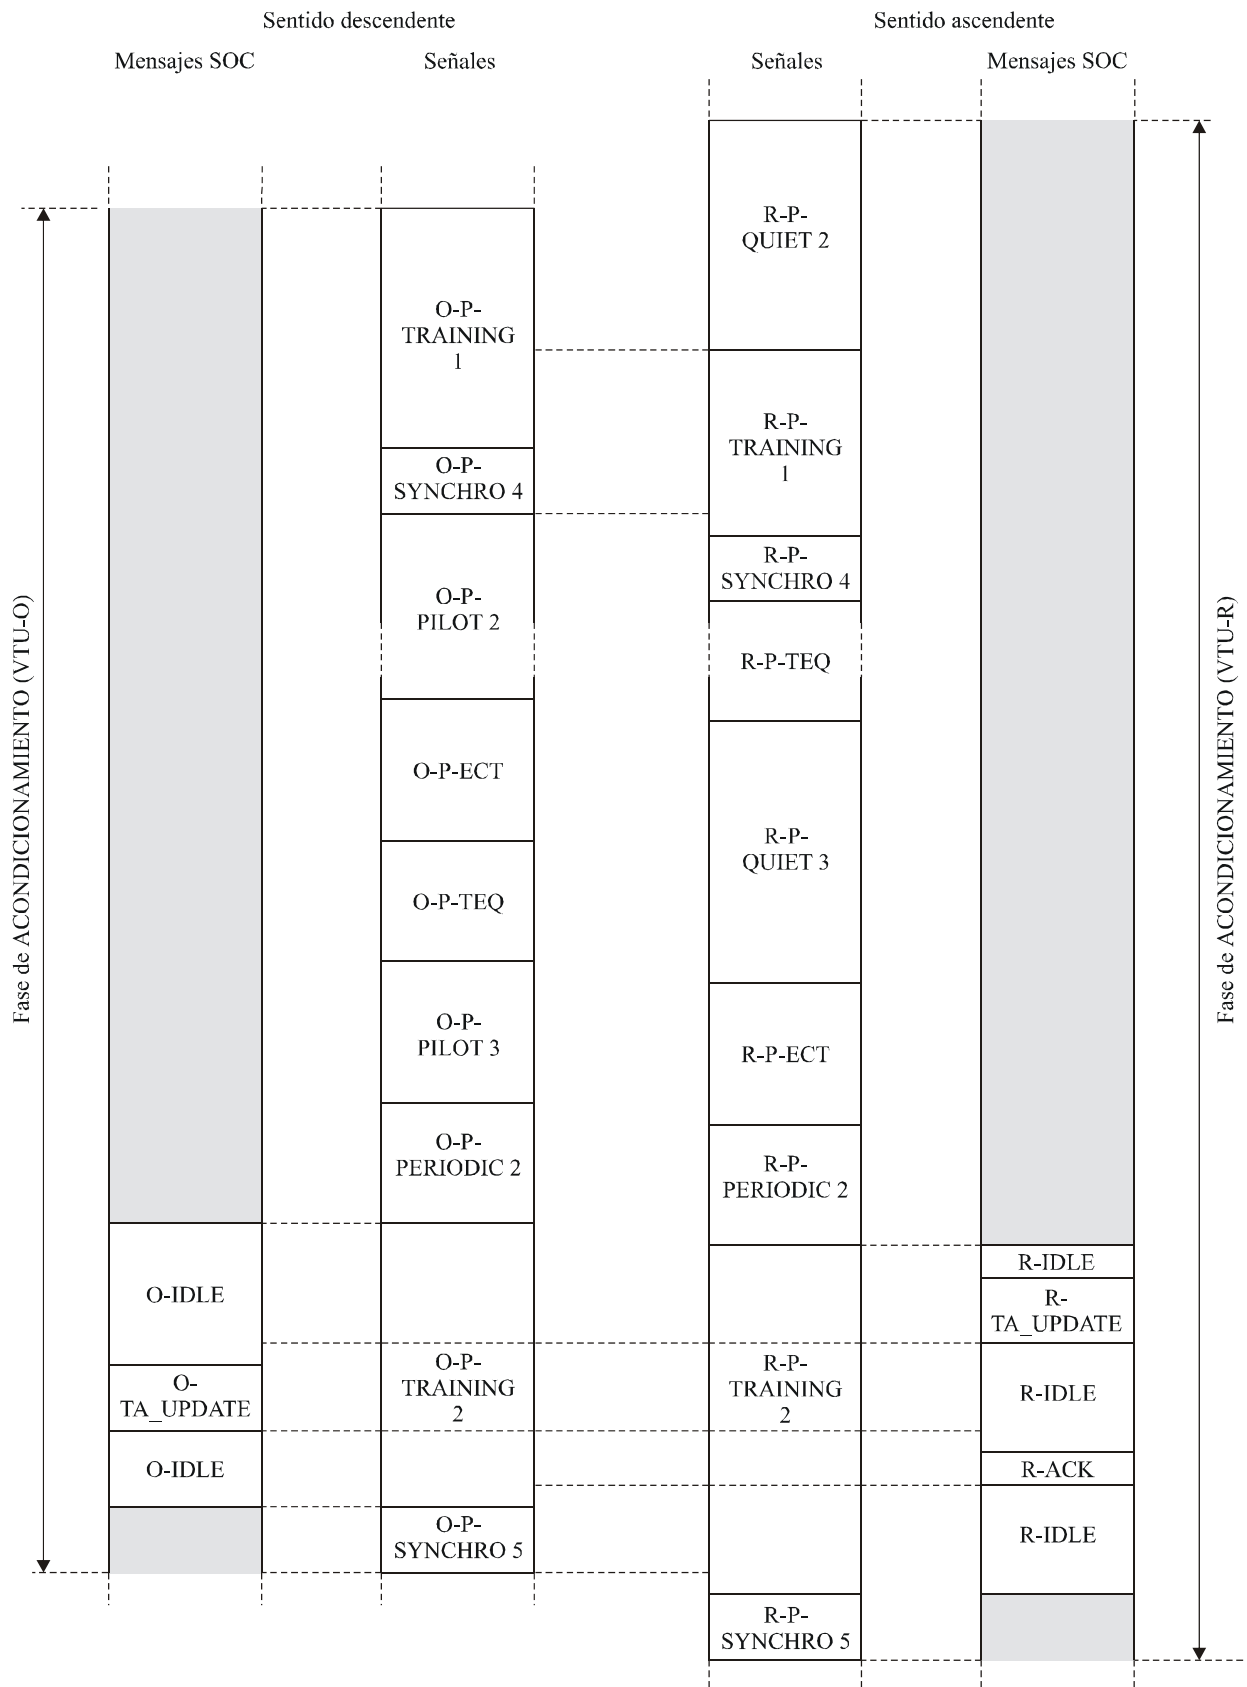 Sentido descendente
Sentido ascendente
Mensajes SOC
Señales
Señales
Mensajes SOC
Fase de ACONDICIONAMIENTO (VTU-O)
O-IDLE
O-
TA_UPDATE
O-IDLE
O-P-
TRAINING
1
O-P-
SYNCHRO 4
O-P-
PILOT 2
O-P-ECT
O-P-TEQ
O-P-
PILOT 3
O-P-
PERIODIC 2
O-P-
TRAINING
2
O-P-
SYNCHRO 5
R-P-
QUIET 2
R-P-
TRAINING
1
R-P-
SYNCHRO 4
R-P-TEQ
R-P-
QUIET 3
R-P-ECT
R-P-
PERIODIC 2
R-P-
TRAINING
2
R-P-
SYNCHRO 5
R-IDLE
R-
TA_UPDATE
R-IDLE
R-ACK
R-IDLE
Fase de ACONDICIONAMIENTO (VTU-R)